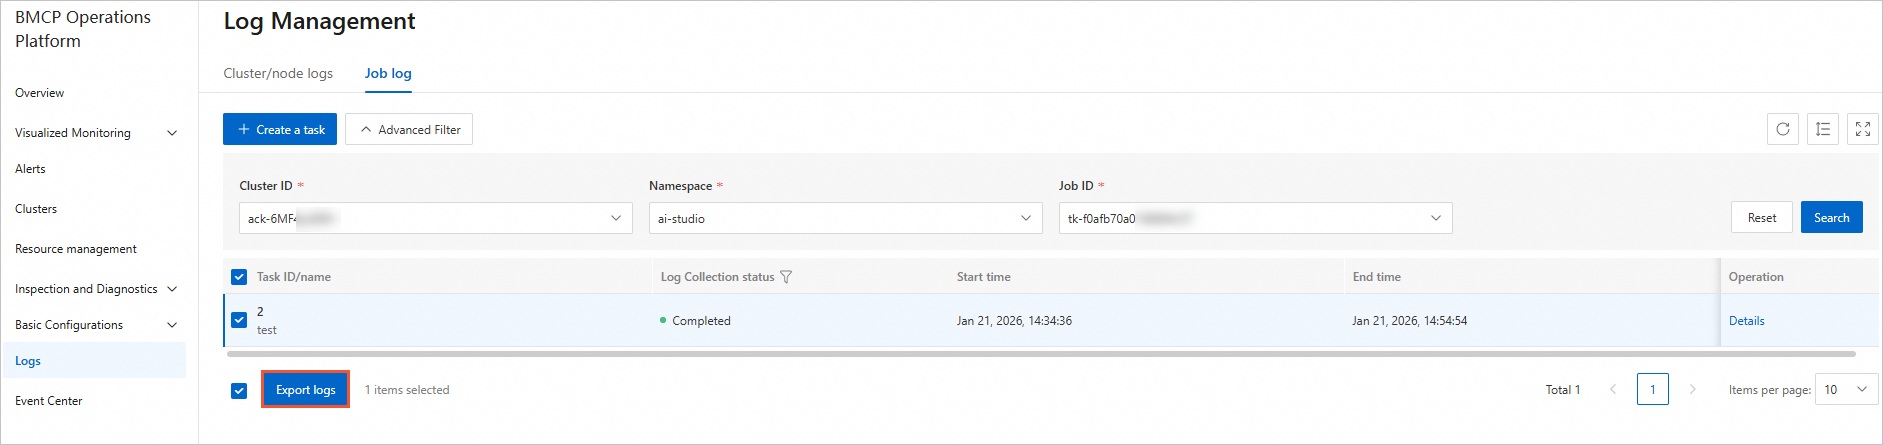 BMCP Operations
Platform
Overview
Visualized Monitoring
Alerts
Clusters
Resource management
Inspection and Diagnostics
Basic Configurations
Logs
Event Center
Log Management
Cluster/node logs
Job log
+ Create a task
Advanced Filter
Cluster ID *
Namespace *
Job ID *
ack-6MF4
ai-studio
tk-f0afb70a0
Reset
Search
Task ID/name
Log Collection status
Start time
End time
Operation
2
test
Completed
Jan 21, 2026, 14:34:36
Jan 21, 2026, 14:54:54
Details
Export logs
1 items selected
Total 1
1
Items per page:
10